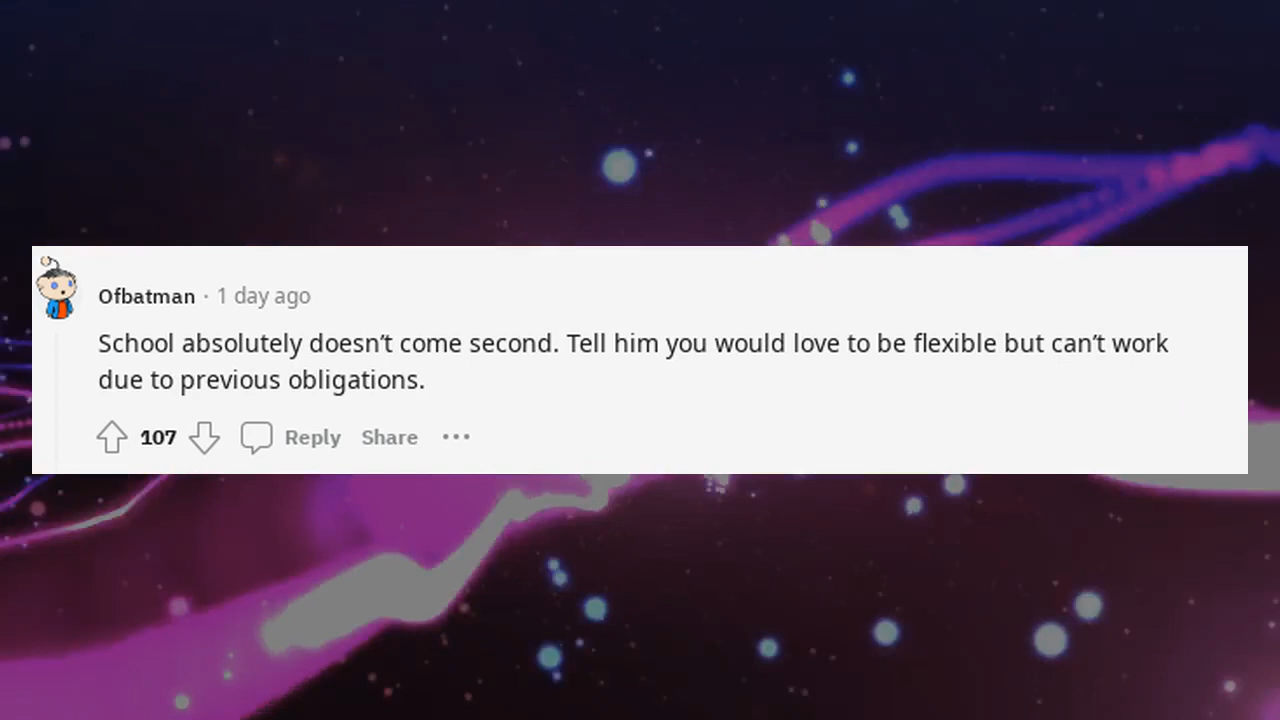 Ofbatman · 1 day ago
School absolutely doesn’t come second. Tell him you would love to be flexible but can’t work
due to previous obligations.
107 Reply Share ···